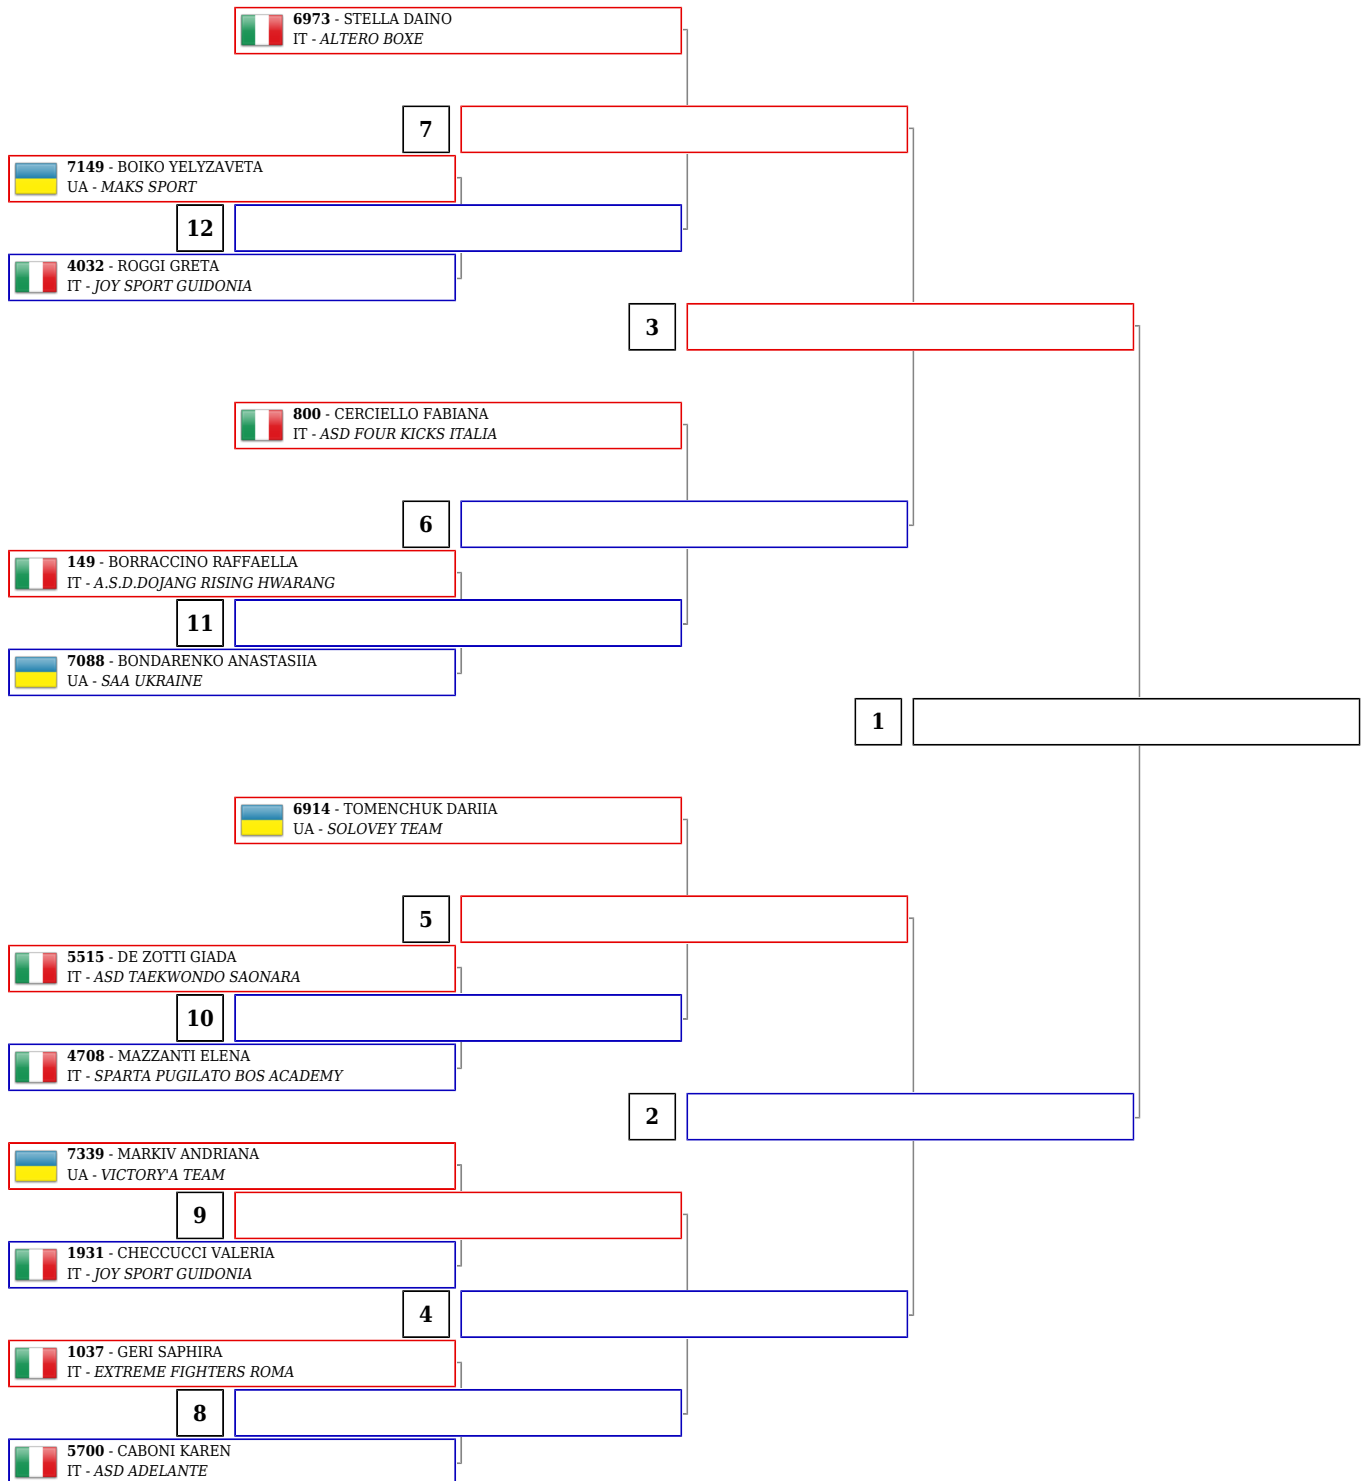 6973 - STELLA DAINO
IT - ALTERO BOXE
7
7149 - BOIKO YELYZAVETA
UA - MAKS SPORT
12
4032 - ROGGI GRETA
IT - JOY SPORT GUIDONIA
3
800 - CERCIELLO FABIANA
IT - ASD FOUR KICKS ITALIA
6
149 - BORRACCINO RAFFAELLA
IT - A.S.D.DOJANG RISING HWARANG
11
7088 - BONDARENKO ANASTASIIA
UA - SAA UKRAINE
1
6914 - TOMENCHUK DARIIA
UA - SOLOVEY TEAM
5
5515 - DE ZOTTI GIADA
IT - ASD TAEKWONDO SAONARA
10
4708 - MAZZANTI ELENA
IT - SPARTA PUGILATO BOS ACADEMY
2
7339 - MARKIV ANDRIANA
UA - VICTORY'A TEAM
9
1931 - CHECCUCCI VALERIA
IT - JOY SPORT GUIDONIA
4
1037 - GERI SAPHIRA
IT - EXTREME FIGHTERS ROMA
8
5700 - CABONI KAREN
IT - ASD ADELANTE